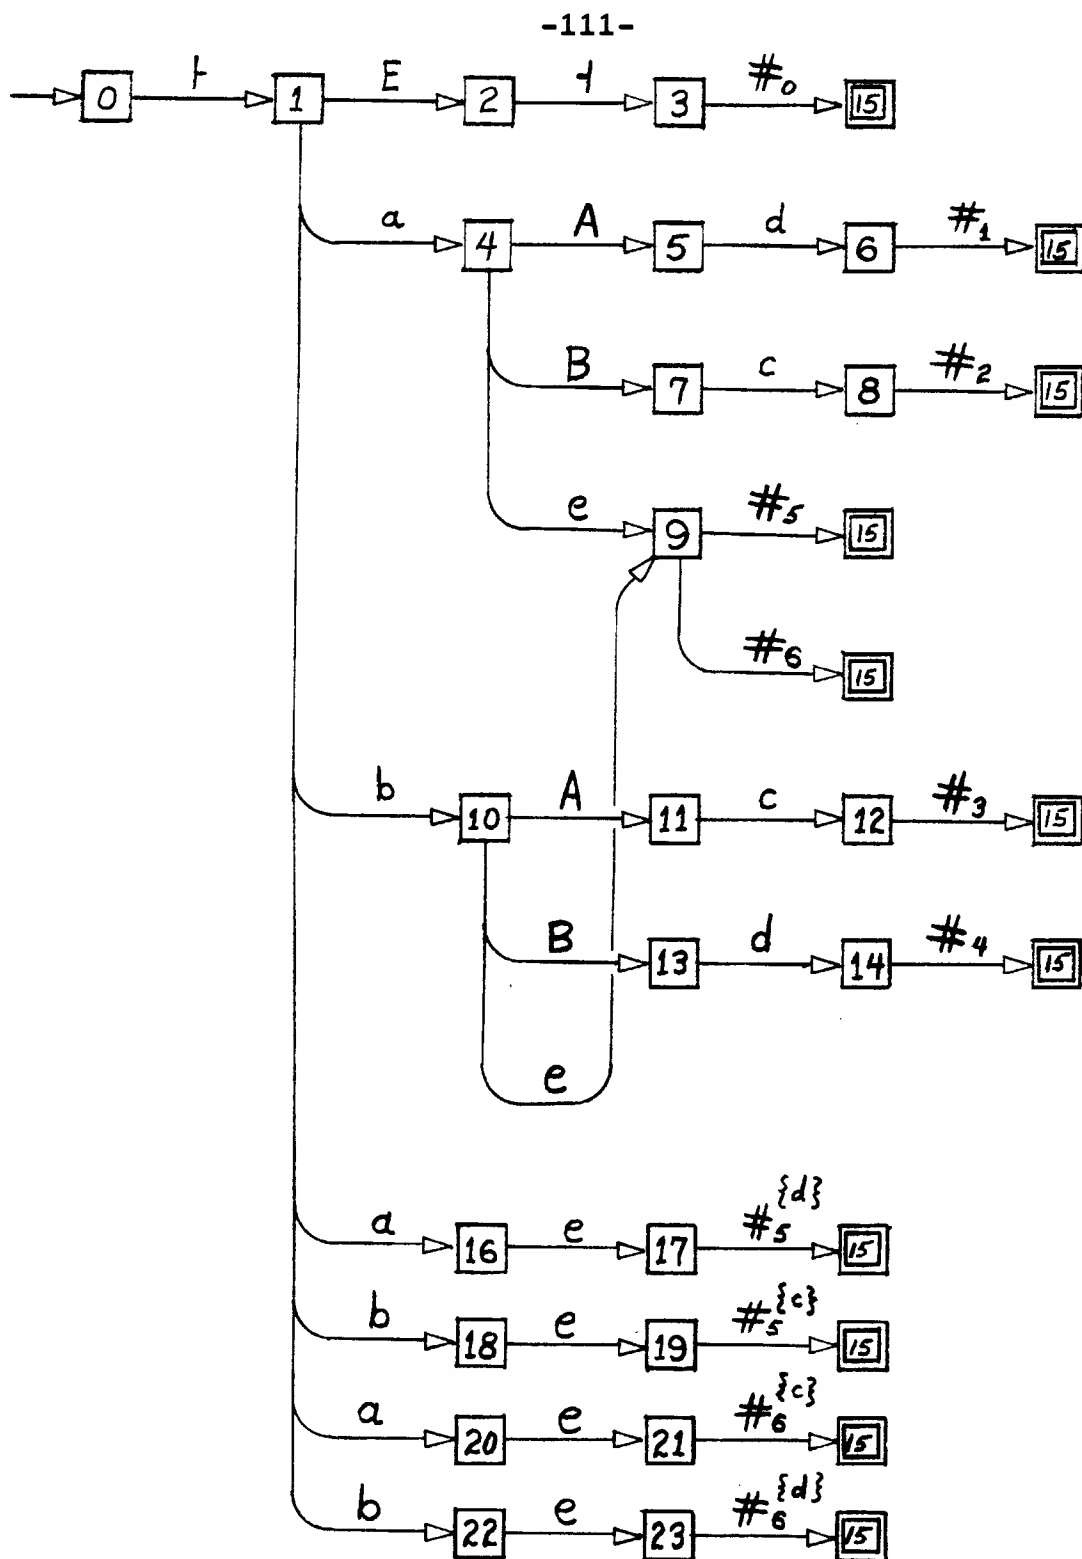 -111-
⊢ E ⊣ #₀
0 1 2 3 15
a A d #₁
4 5 6 15
B c #₂
7 8 15
e #₅
9 15
#₆
15
b A c #₃
10 11 12 15
B d #₄
13 14 15
e
a e #₅{d}
16 17 15
b e #₅{c}
18 19 15
a e #₆{c}
20 21 15
b e #₆{d}
22 23 15